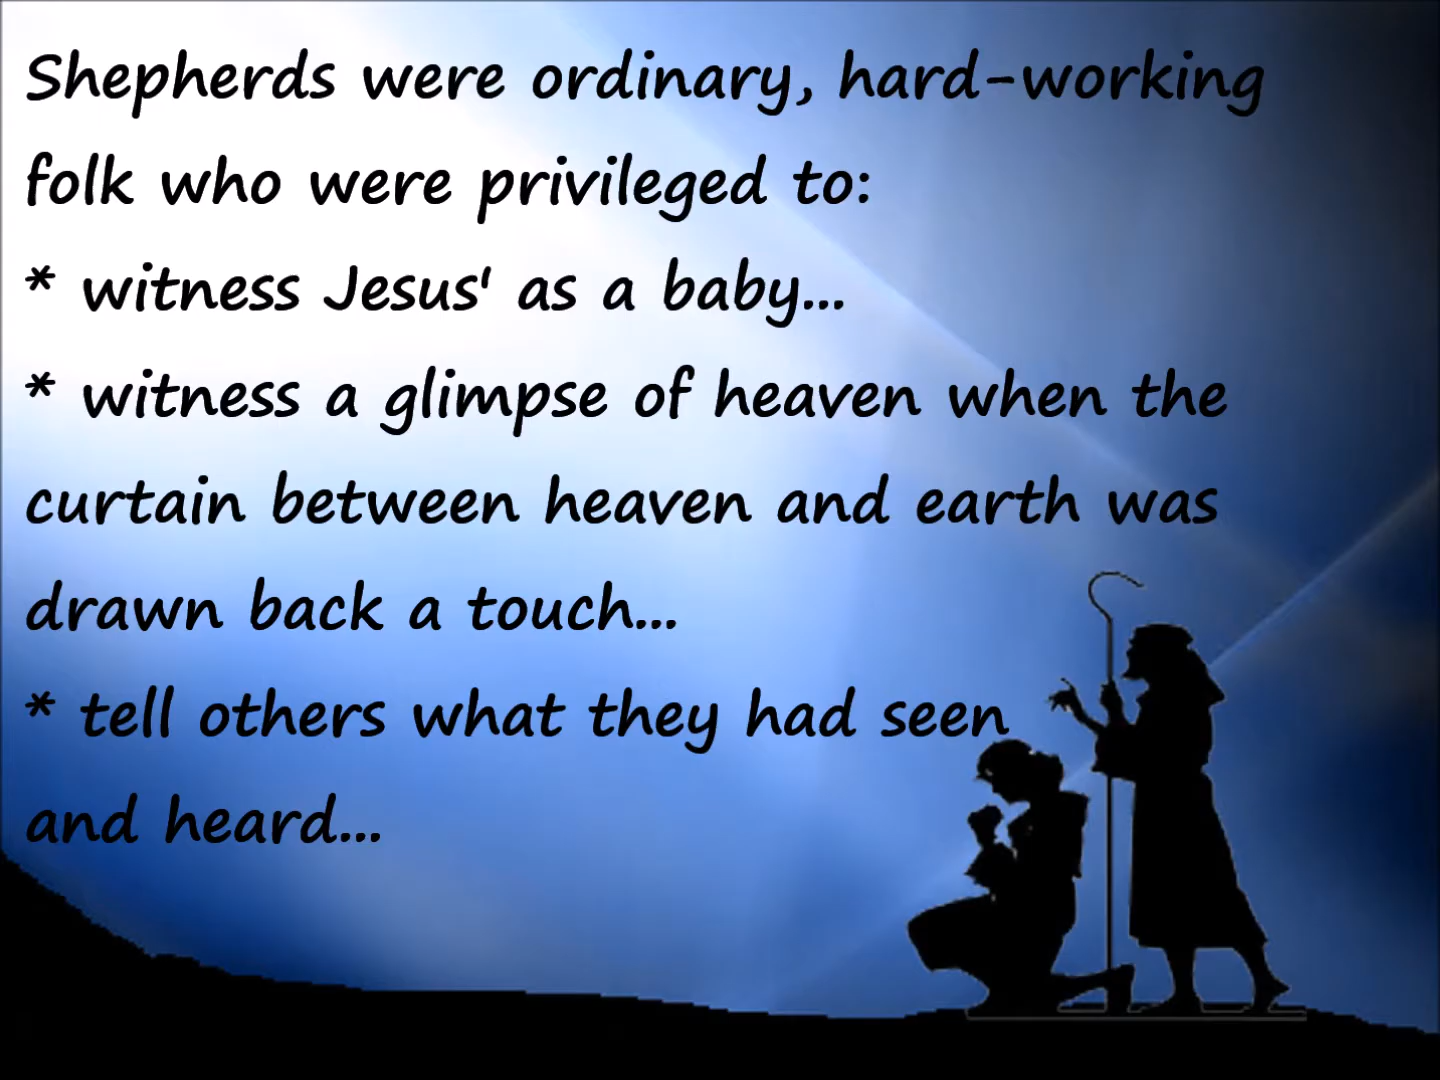 Shepherds were ordinary, hard-working
folk who were privileged to:
* witness Jesus' as a baby...
* witness a glimpse of heaven when the
curtain between heaven and earth was
drawn back a touch...
* tell others what they had seen
and heard...